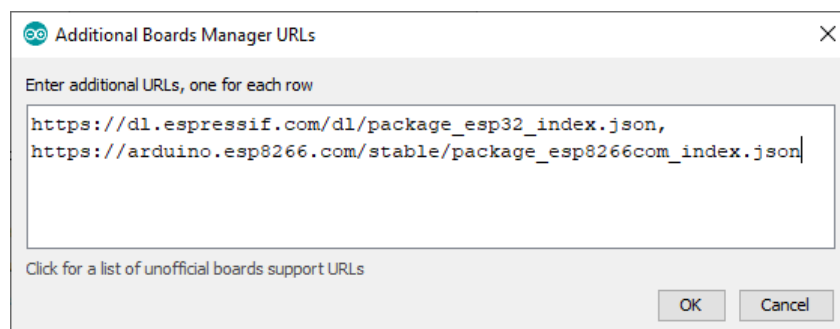 Additional Boards Manager URLs
Enter additional URLs, one for each row
https://dl.espressif.com/dl/package_esp32_index.json,
https://arduino.esp8266.com/stable/package_esp8266com_index.json
Click for a list of unofficial boards support URLs
OK Cancel